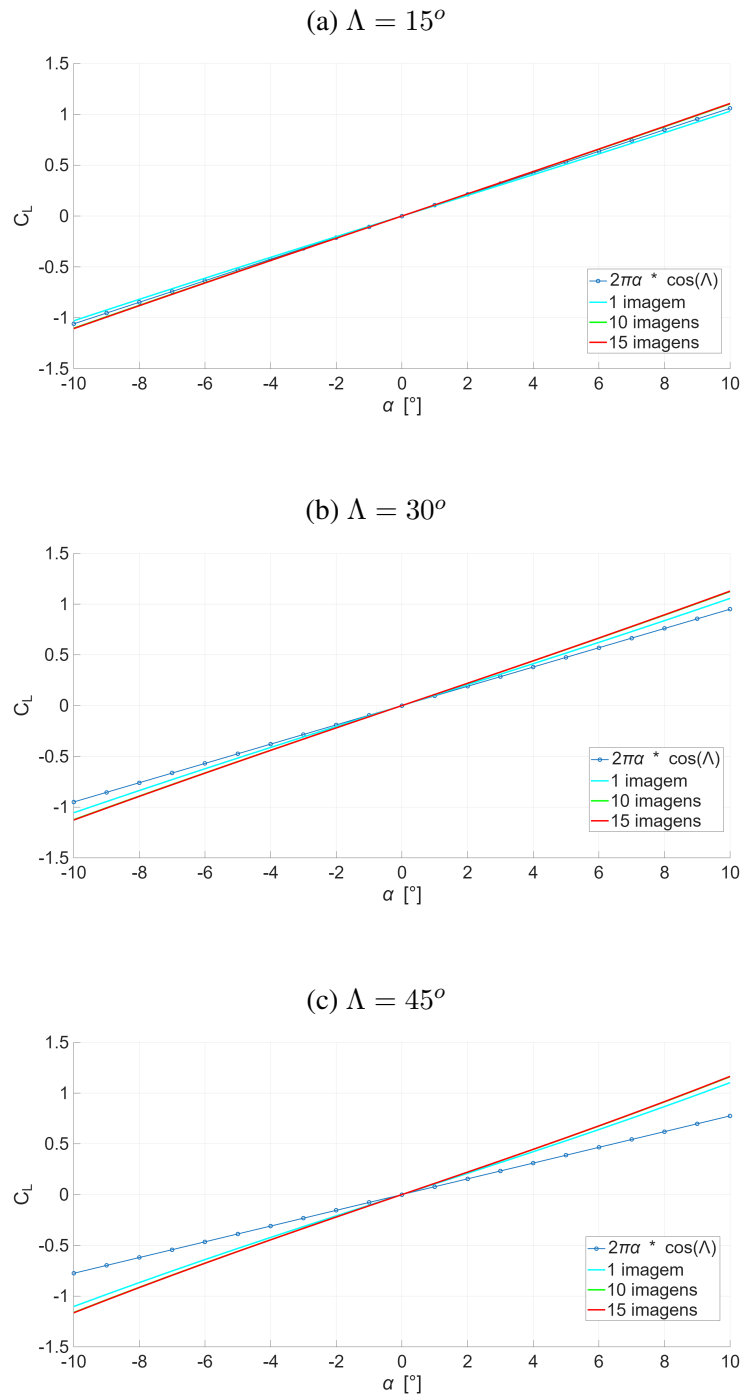 (a) Λ = 15º
1.5
1
0.5
0
-0.5
-1
-1.5
C_L
-10 -8 -6 -4 -2 0 2 4 6 8 10
α [°]
2πα * cos(Λ)
1 imagem
10 imagens
15 imagens
(b) Λ = 30º
1.5
1
0.5
0
-0.5
-1
-1.5
C_L
-10 -8 -6 -4 -2 0 2 4 6 8 10
α [°]
2πα * cos(Λ)
1 imagem
10 imagens
15 imagens
(c) Λ = 45º
1.5
1
0.5
0
-0.5
-1
-1.5
C_L
-10 -8 -6 -4 -2 0 2 4 6 8 10
α [°]
2πα * cos(Λ)
1 imagem
10 imagens
15 imagens